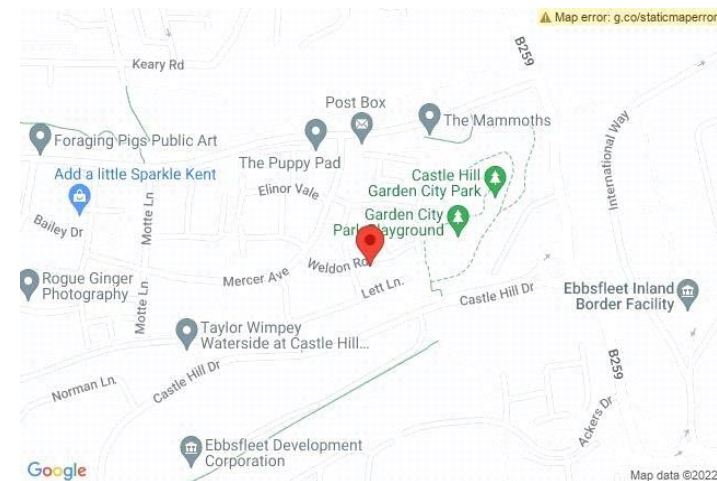 Map error: g.co/staticmaperror
B259
Keary Rd
Post Box
The Mammoths
International Way
Foraging Pigs Public Art
The Puppy Pad
Add a little Sparkle Kent
Elinor Vale
Castle Hill
Garden City Park
Motte Ln
Bailey Dr
Garden City
Park Playground
Weldon Rd
Mercer Ave
Lett Ln.
Rogue Ginger
Photography
Castle Hill Dr
Ebbsfleet Inland
Border Facility
Motte Ln
Taylor Wimpey
Waterside at Castle Hill...
B259
Norman Ln
Castle Hill Dr
Ackers Dr
Ebbsfleet Development
Corporation
Google
Map data ©2022